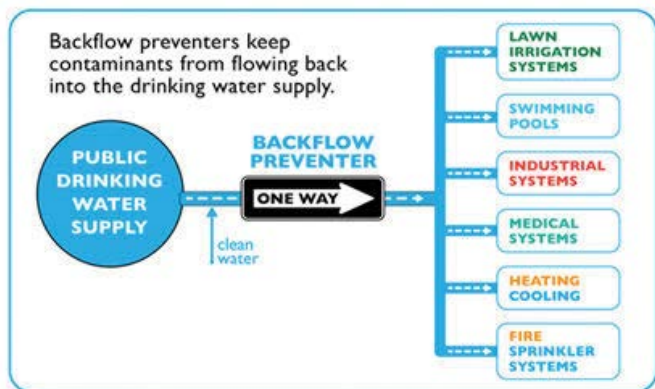 Backflow preventers keep
contaminants from flowing back
into the drinking water supply.
PUBLIC
DRINKING
WATER
SUPPLY
clean
water
BACKFLOW
PREVENTER
ONE WAY
LAWN
IRRIGATION
SYSTEMS
SWIMMING
POOLS
INDUSTRIAL
SYSTEMS
MEDICAL
SYSTEMS
HEATING
COOLING
FIRE
SPRINKLER
SYSTEMS